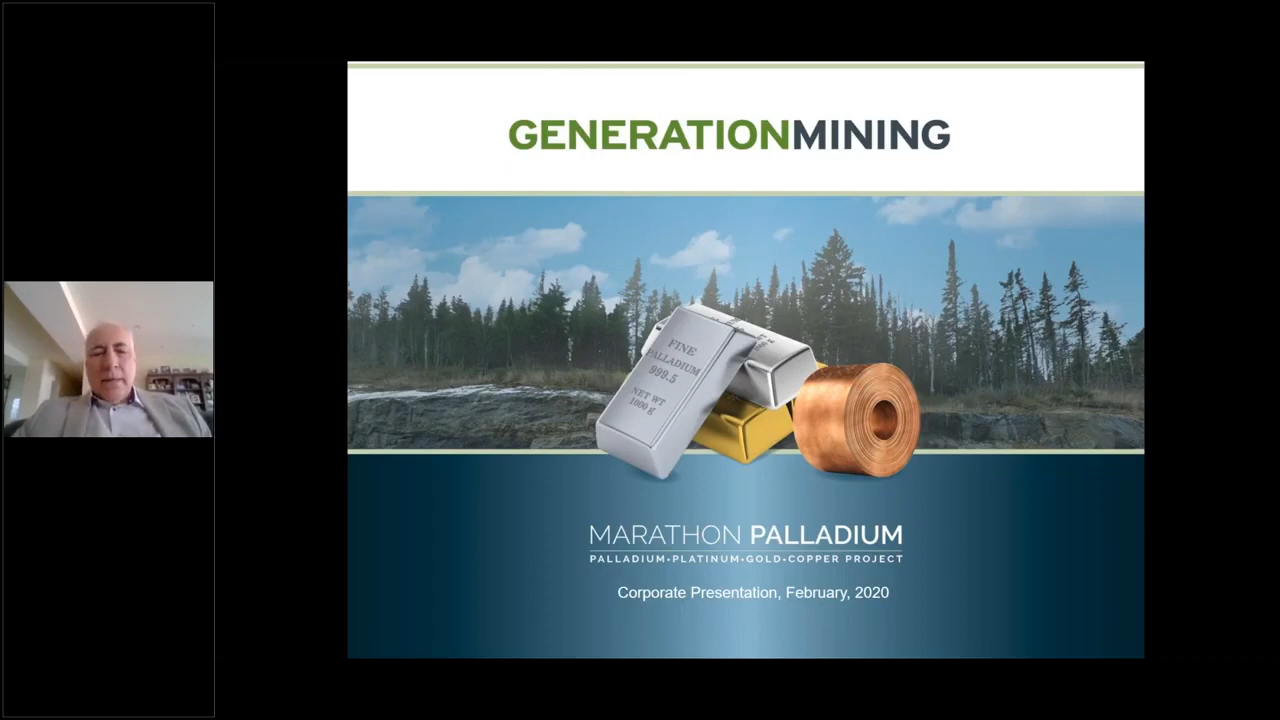 GENERATIONMINING
FINE
PALLADIUM
999.5
NET WT
1000 g
MARATHON PALLADIUM
PALLADIUM•PLATINUM•GOLD•COPPER PROJECT
Corporate Presentation, February, 2020